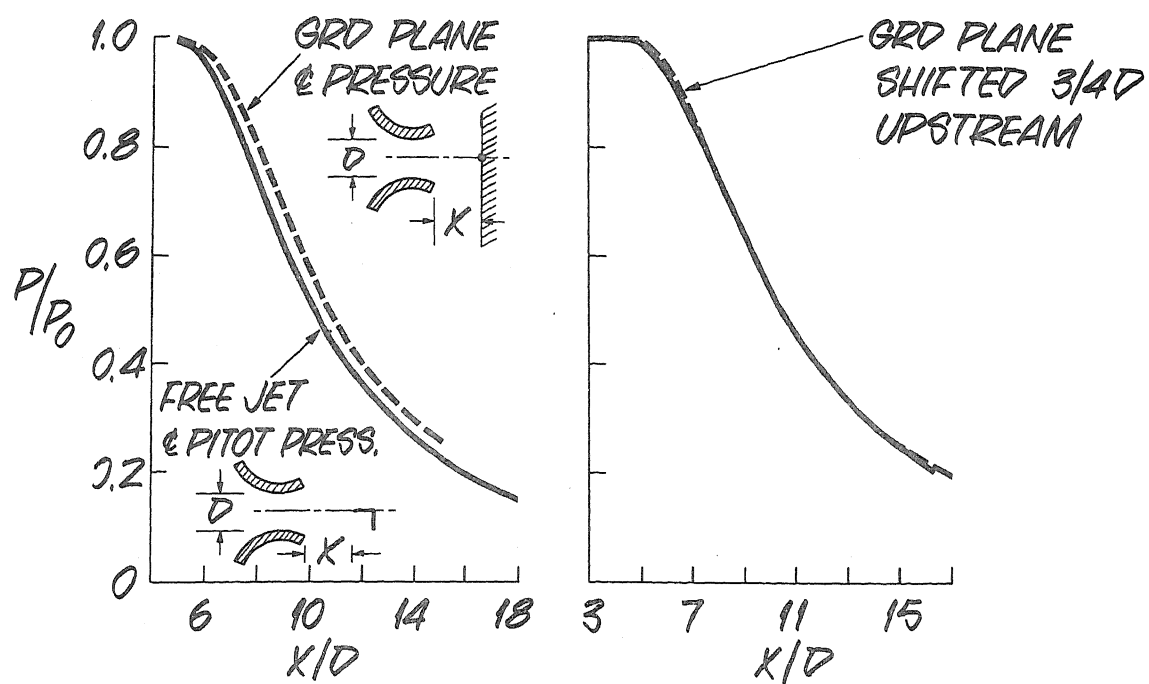 1.0
0.8
0.6
0.4
0.2
0
P/P0
GRD PLANE
℄ PRESSURE
D
X
FREE JET
℄ PITOT PRESS.
D
X
6 10 14 18
X/D
GRD PLANE
SHIFTED 3/4D
UPSTREAM
3 7 11 15
X/D